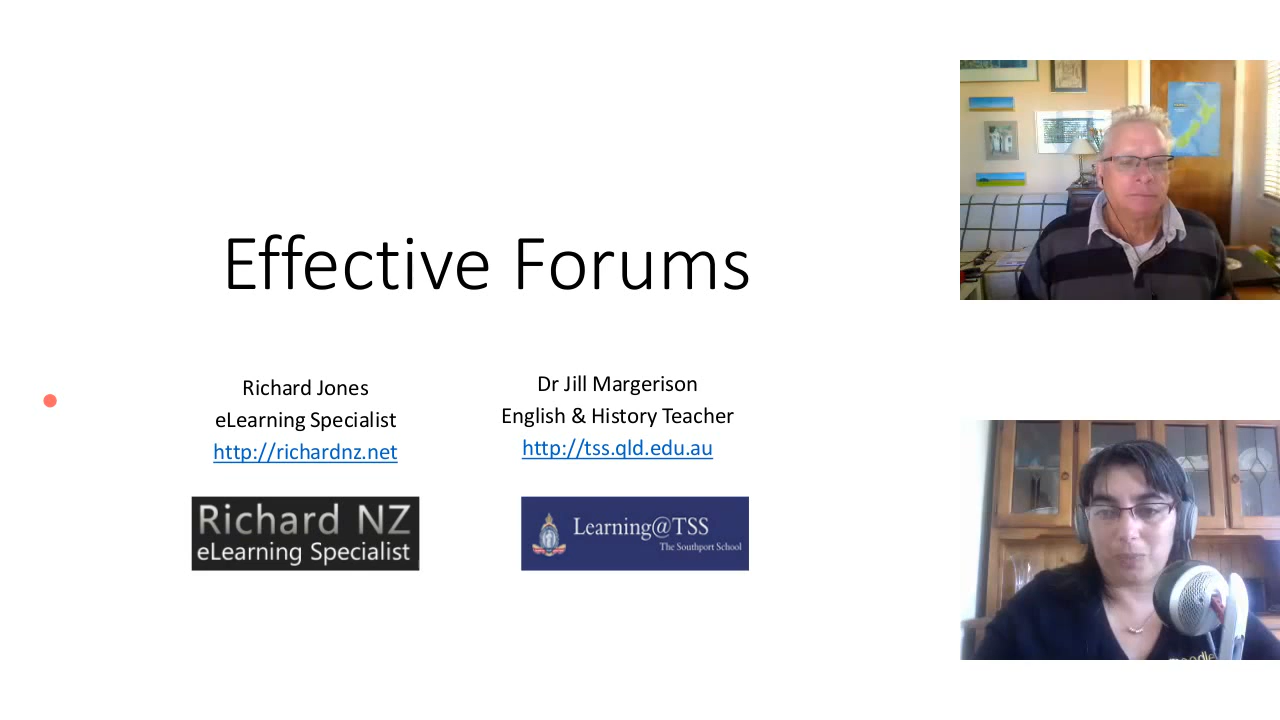 Effective Forums
Richard Jones
eLearning Specialist
http://richardnz.net
Dr Jill Margerison
English & History Teacher
http://tss.qld.edu.au
Richard NZ
eLearning Specialist
Learning@TSS
The Southport School
moodle